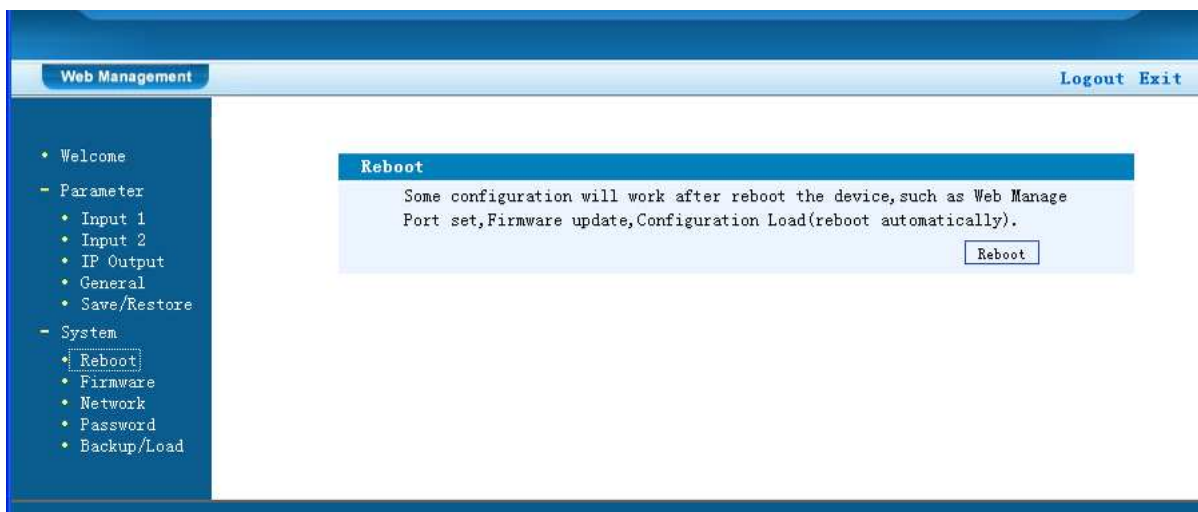 Web Management
Logout Exit
Welcome
Parameter
Input 1
Input 2
IP Output
General
Save/Restore
System
Reboot
Firmware
Network
Password
Backup/Load
Reboot
Some configuration will work after reboot the device,such as Web Manage
Port set,Firmware update,Configuration Load(reboot automatically).
Reboot